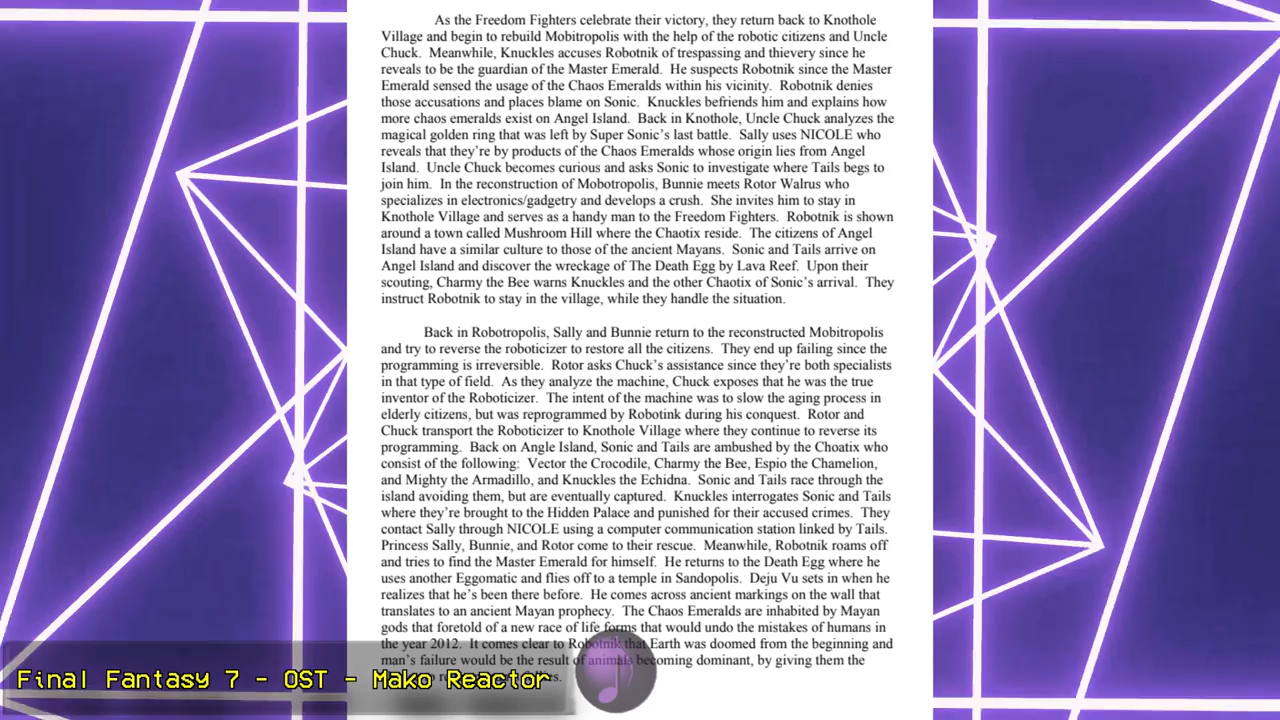 As the Freedom Fighters celebrate their victory, they return back to Knothole
Village and begin to rebuild Mobitropolis with the help of the robotic citizens and Uncle
Chuck.  Meanwhile, Knuckles accuses Robotnik of trespassing and thievery since he
reveals to be the guardian of the Master Emerald.  He suspects Robotnik since the Master
Emerald sensed the usage of the Chaos Emeralds within his vicinity.  Robotnik denies
those accusations and places blame on Sonic.  Knuckles befriends him and explains how
more chaos emeralds exist on Angel Island.  Back in Knothole, Uncle Chuck analyzes the
magical golden ring that was left by Super Sonic's last battle.  Sally uses NICOLE who
reveals that they're by products of the Chaos Emeralds whose origin lies from Angel
Island.  Uncle Chuck becomes curious and asks Sonic to investigate where Tails begs to
join him.  In the reconstruction of Mobotropolis, Bunnie meets Rotor Walrus who
specializes in electronics/gadgetry and develops a crush.  She invites him to stay in
Knothole Village and serves as a handy man to the Freedom Fighters.  Robotnik is shown
around a town called Mushroom Hill where the Chaotix reside.  The citizens of Angel
Island have a similar culture to those of the ancient Mayans.  Sonic and Tails arrive on
Angel Island and discover the wreckage of The Death Egg by Lava Reef.  Upon their
scouting, Charmy the Bee warns Knuckles and the other Chaotix of Sonic's arrival.  They
instruct Robotnik to stay in the village, while they handle the situation.
Back in Robotropolis, Sally and Bunnie return to the reconstructed Mobitropolis
and try to reverse the roboticizer to restore all the citizens.  They end up failing since the
programming is irreversible.  Rotor asks Chuck's assistance since they're both specialists
in that type of field.  As they analyze the machine, Chuck exposes that he was the true
inventor of the Roboticizer.  The intent of the machine was to slow the aging process in
elderly citizens, but was reprogrammed by Robotink during his conquest.  Rotor and
Chuck transport the Roboticizer to Knothole Village where they continue to reverse its
programming.  Back on Angle Island, Sonic and Tails are ambushed by the Choatix who
consist of the following:  Vector the Crocodile, Charmy the Bee, Espio the Chamelion,
and Mighty the Armadillo, and Knuckles the Echidna.  Sonic and Tails race through the
island avoiding them, but are eventually captured.  Knuckles interrogates Sonic and Tails
where they're brought to the Hidden Palace and punished for their accused crimes.  They
contact Sally through NICOLE using a computer communication station linked by Tails.
Princess Sally, Bunnie, and Rotor come to their rescue.  Meanwhile, Robotnik roams off
and tries to find the Master Emerald for himself.  He returns to the Death Egg where he
uses another Eggomatic and flies off to a temple in Sandopolis.  Deju Vu sets in when he
realizes that he's been there before.  He comes across ancient markings on the wall that
translates to an ancient Mayan prophecy.  The Chaos Emeralds are inhabited by Mayan
gods that foretold of a new race of life forms that would undo the mistakes of humans in
the year 2012.  It comes clear to Robotnik that Earth was doomed from the beginning and
man's failure would be the result of animals becoming dominant, by giving them the
Final Fantasy 7 - OST - Mako Reactor